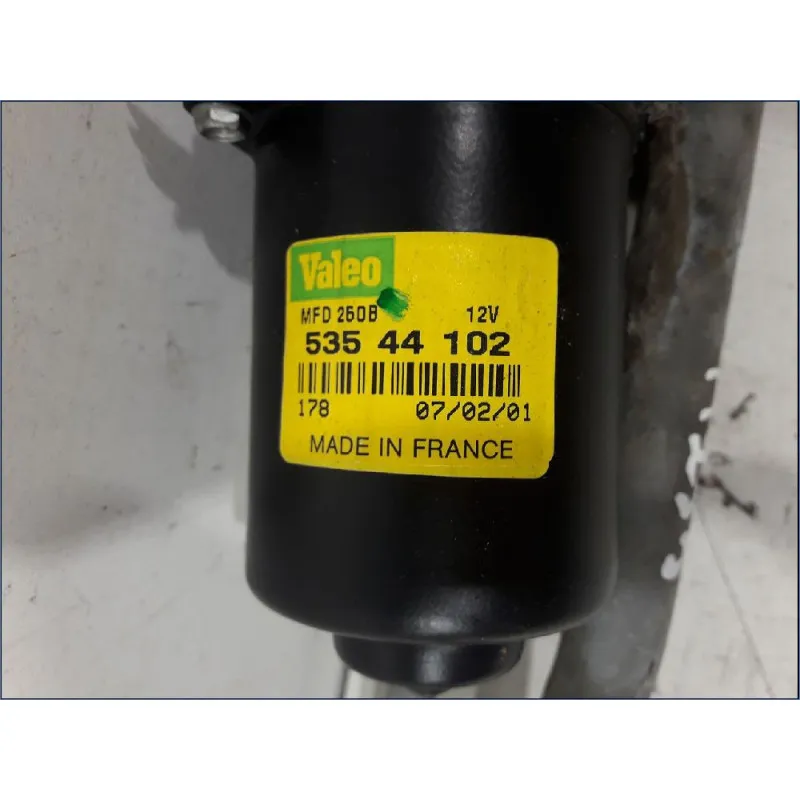 Valeo
MFD 260B 12V
535 44 102
178 07/02/01
MADE IN FRANCE